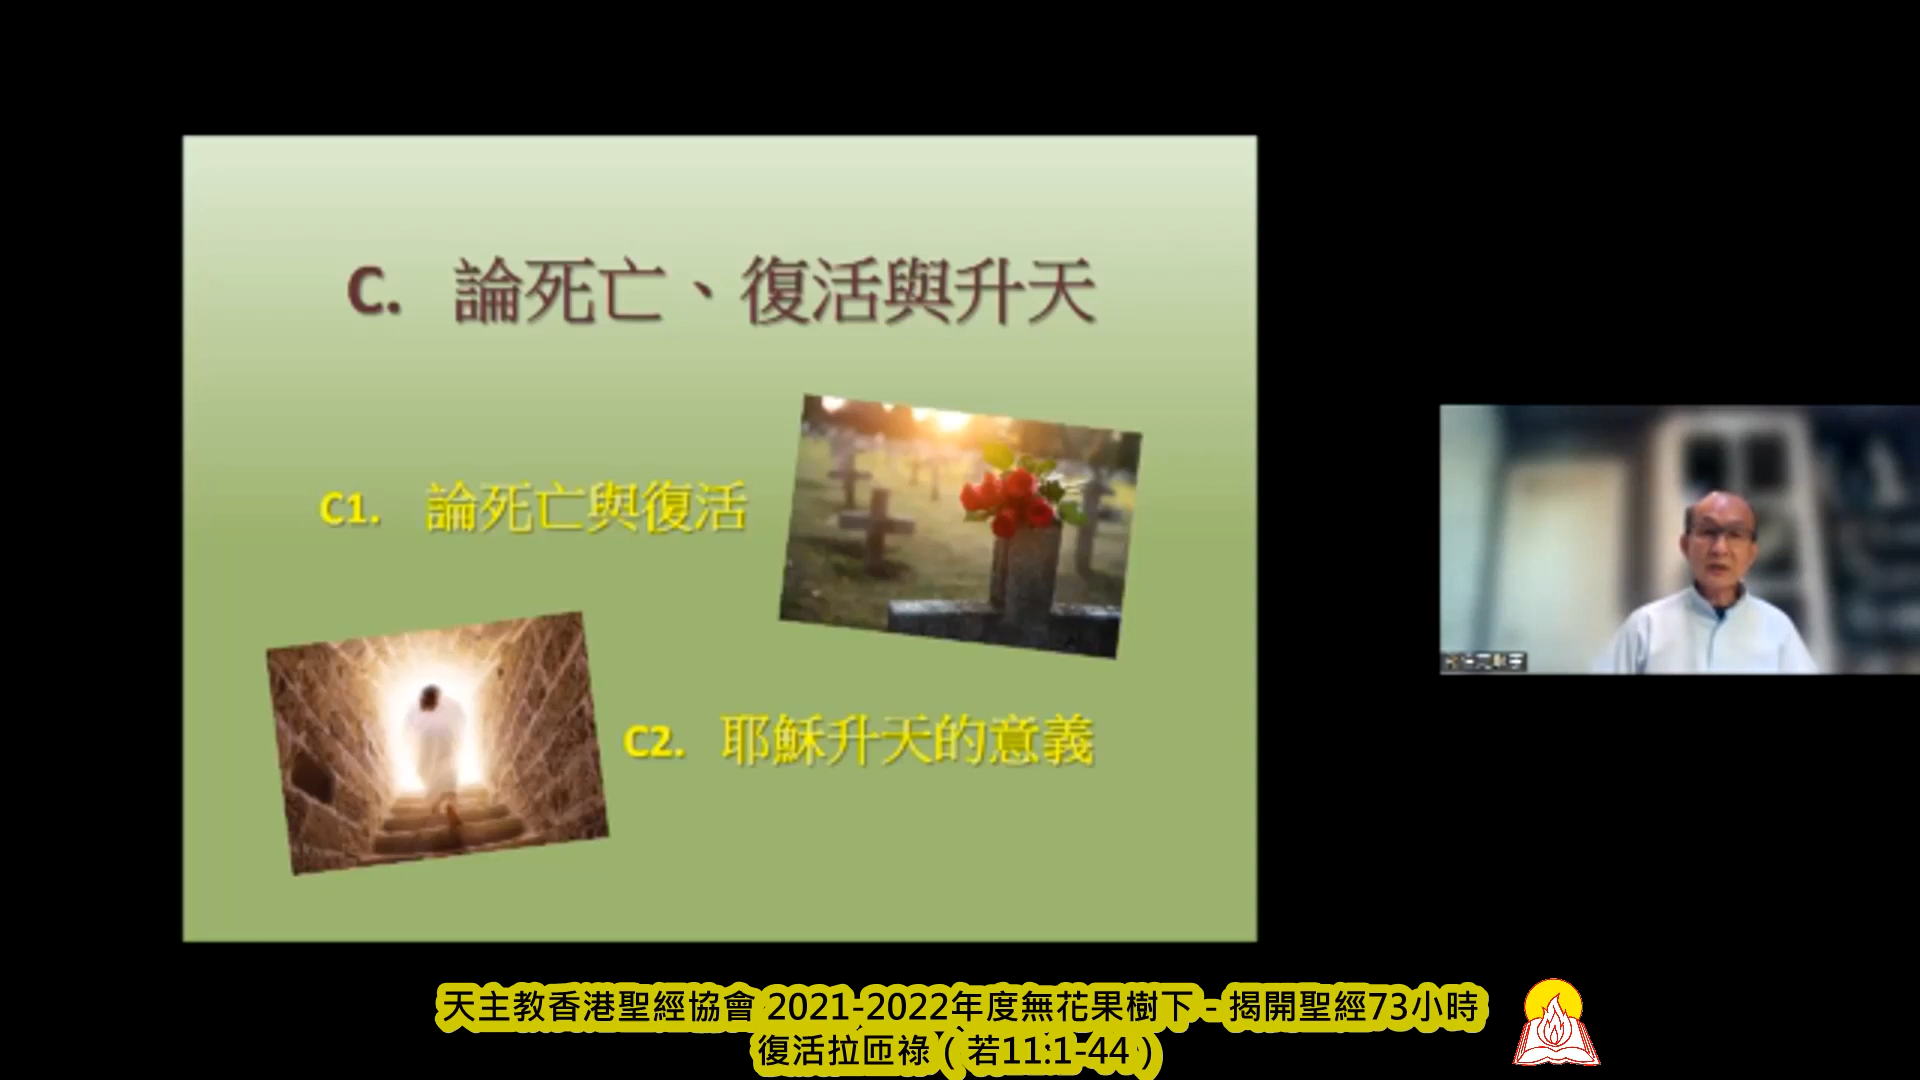 C. 論死亡、復活與升天
C1. 論死亡與復活
C2. 耶穌升天的意義
天主教香港聖經協會 2021-2022年度無花果樹下 - 揭開聖經73小時
復活拉匝祿（若11:1-44）